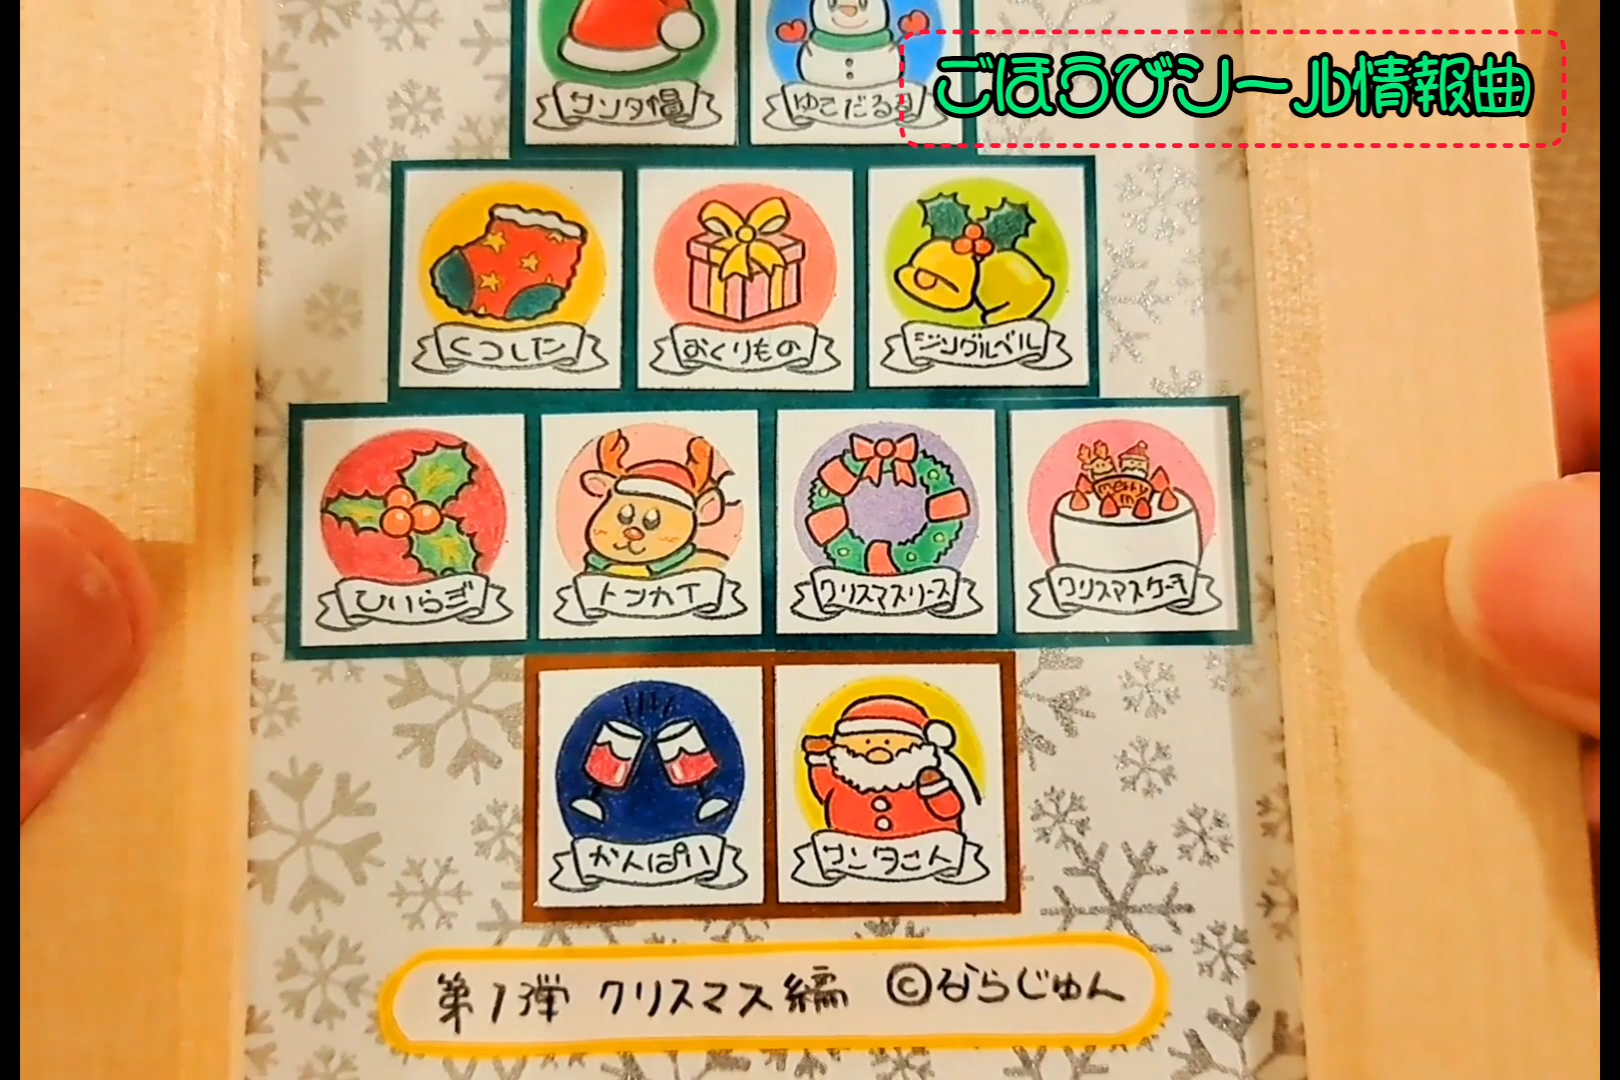 ごほうびシール情報曲
サンタ帽
ゆきだるま
くつした
おくりもの
ジングルベル
ひいらぎ
トンカイ
クリスマスリース
クリスマスケーキ
merry
m
かんぱい
サンタさん
第1弾 クリスマス編 ©ならじゅん